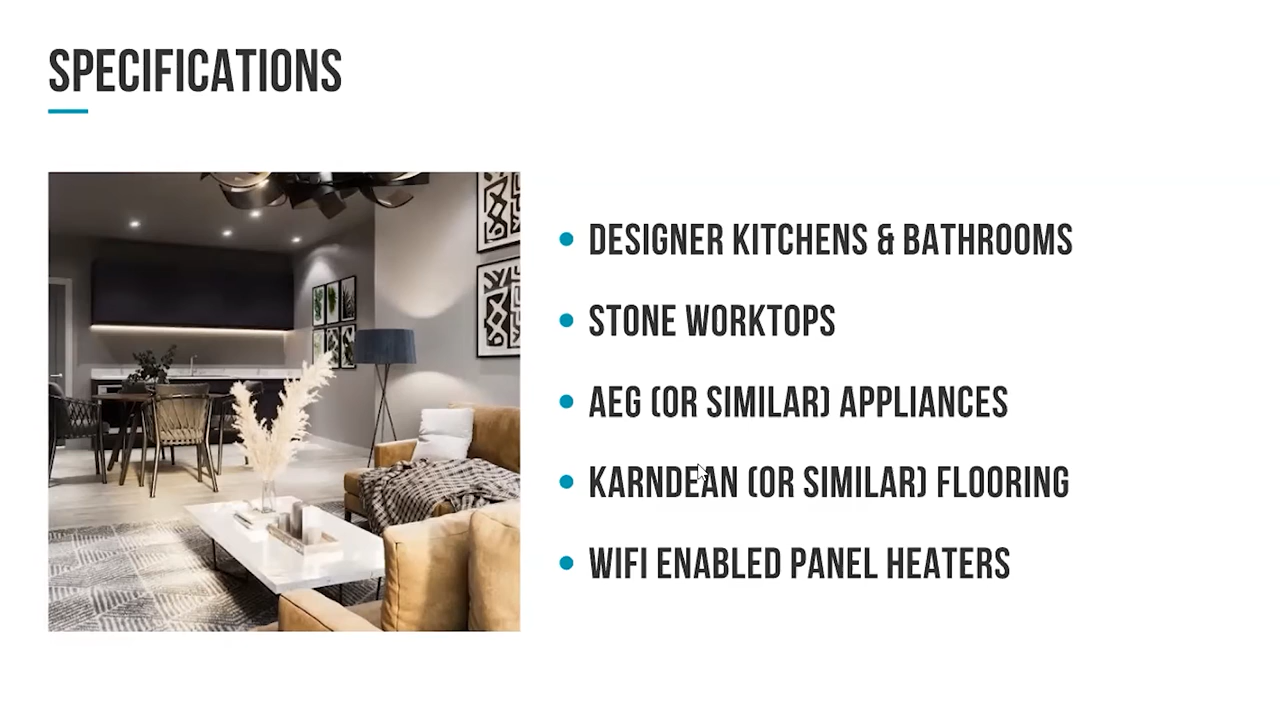 SPECIFICATIONS
DESIGNER KITCHENS & BATHROOMS
STONE WORKTOPS
AEG (OR SIMILAR) APPLIANCES
KARNDEAN (OR SIMILAR) FLOORING
WIFI ENABLED PANEL HEATERS